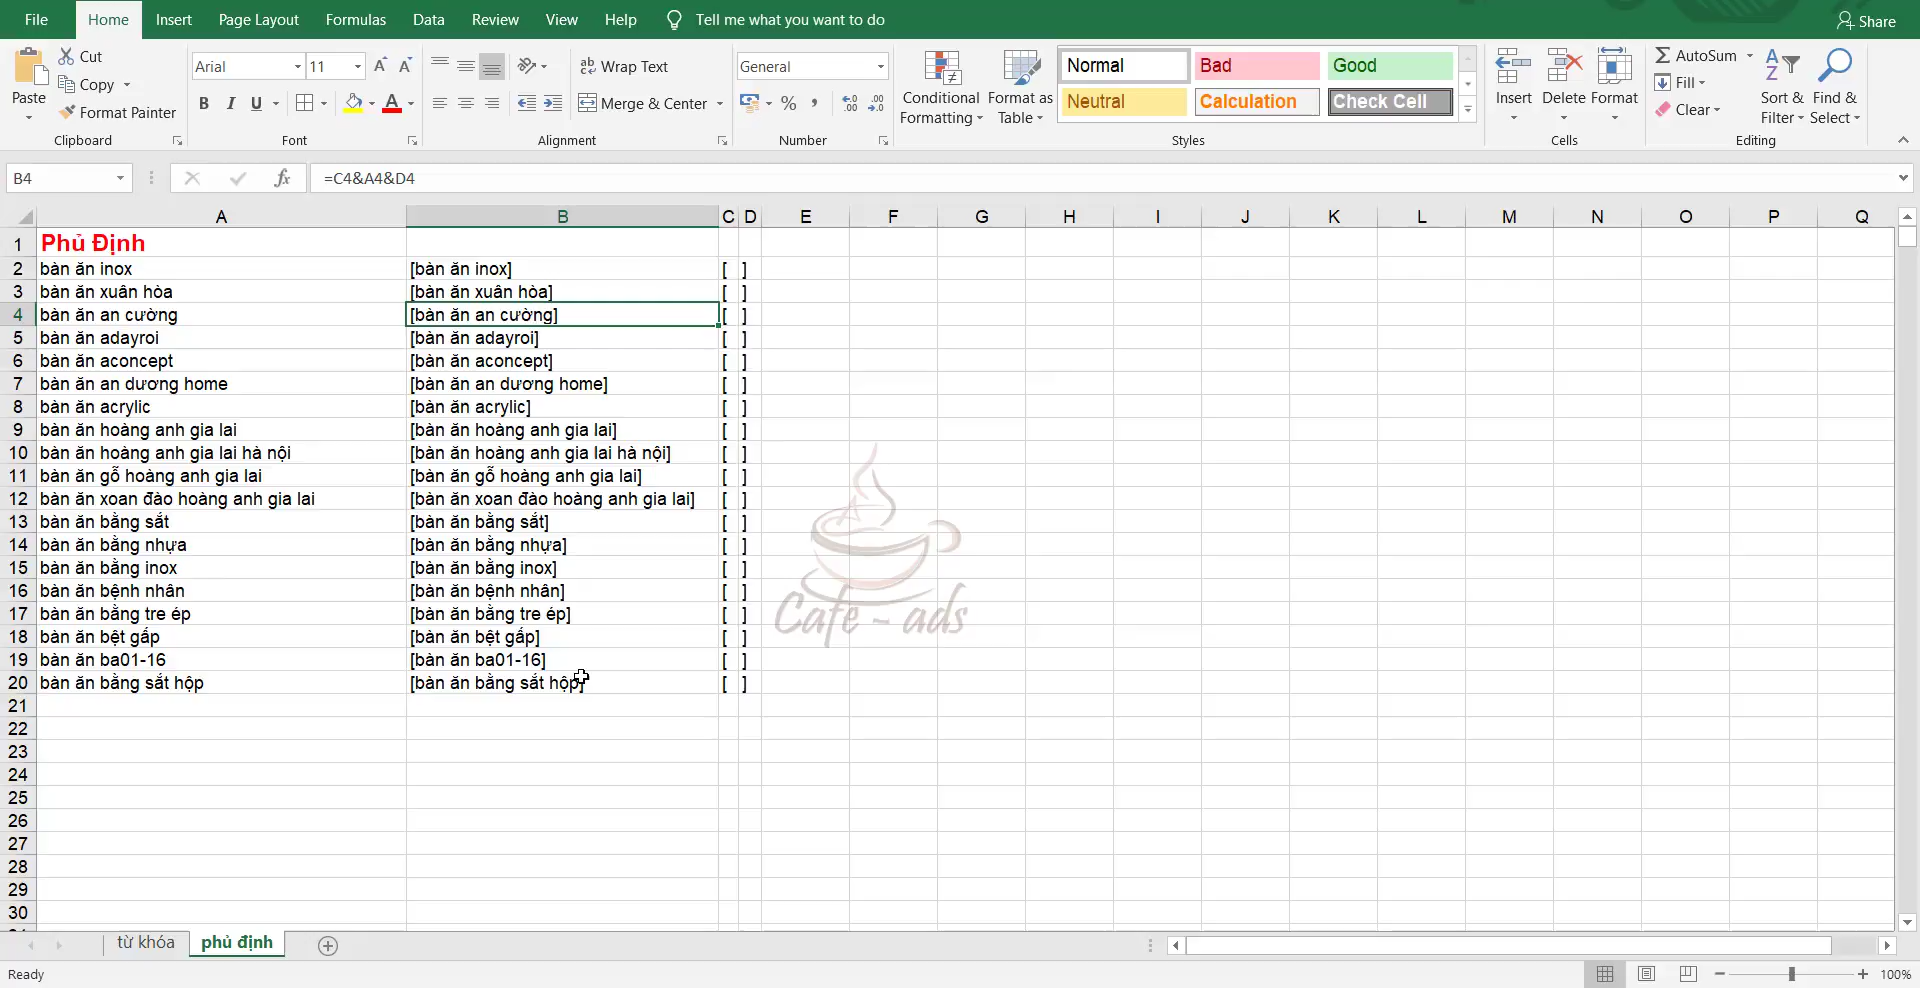 File Home Insert Page Layout Formulas Data Review View Help Tell me what you want to do Share
Cut
Copy
Format Painter
Paste
Clipboard
Arial 11 A A
B I U A
Font
Wrap Text
Merge & Center
Alignment
General
% ,
Number
Conditional Formatting
Format as Table
Normal Bad Good
Neutral Calculation Check Cell
Styles
Insert Delete Format
Cells
AutoSum
Fill
Clear
Sort & Filter
Find & Select
Editing
B4 fx =C4&A4&D4
A B C D E F G H I J K L M N O P Q
1 Phủ Định
2 bàn ăn inox [bàn ăn inox] [ ]
3 bàn ăn xuân hòa [bàn ăn xuân hòa] [ ]
4 bàn ăn an cường [bàn ăn an cường] [ ]
5 bàn ăn adayroi [bàn ăn adayroi] [ ]
6 bàn ăn aconcept [bàn ăn aconcept] [ ]
7 bàn ăn an dương home [bàn ăn an dương home] [ ]
8 bàn ăn acrylic [bàn ăn acrylic] [ ]
9 bàn ăn hoàng anh gia lai [bàn ăn hoàng anh gia lai] [ ]
10 bàn ăn hoàng anh gia lai hà nội [bàn ăn hoàng anh gia lai hà nội] [ ]
11 bàn ăn gỗ hoàng anh gia lai [bàn ăn gỗ hoàng anh gia lai] [ ]
12 bàn ăn xoan đào hoàng anh gia lai [bàn ăn xoan đào hoàng anh gia lai] [ ]
13 bàn ăn bằng sắt [bàn ăn bằng sắt] [ ]
14 bàn ăn bằng nhựa [bàn ăn bằng nhựa] [ ]
15 bàn ăn bằng inox [bàn ăn bằng inox] [ ]
16 bàn ăn bệnh nhân [bàn ăn bệnh nhân] [ ]
17 bàn ăn bằng tre ép [bàn ăn bằng tre ép] [ ]
18 bàn ăn bệt gấp [bàn ăn bệt gấp] [ ]
19 bàn ăn ba01-16 [bàn ăn ba01-16] [ ]
20 bàn ăn bằng sắt hộp [bàn ăn bằng sắt hộp] [ ]
21
22
23
24
25
26
27
28
29
30
Cafe - ads
từ khóa phủ định
Ready 100%